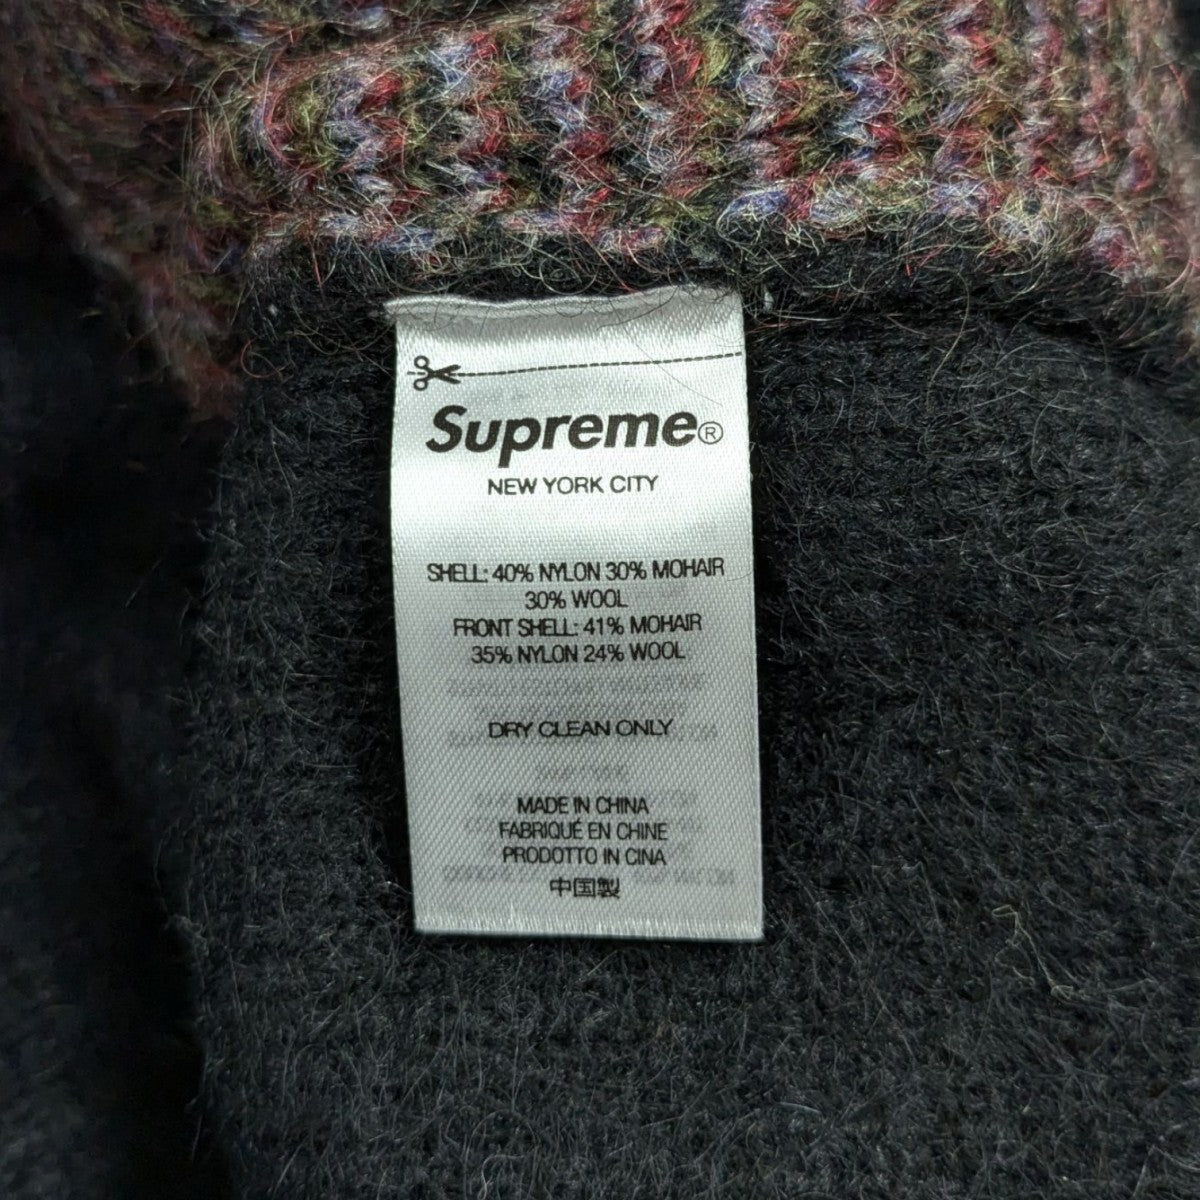 Supreme®
NEW YORK CITY
SHELL: 40% NYLON 30% MOHAIR
30% WOOL
FRONT SHELL: 41% MOHAIR
35% NYLON 24% WOOL
DRY CLEAN ONLY
MADE IN CHINA
FABRIQUÉ EN CHINE
PRODOTTO IN CINA
中国製